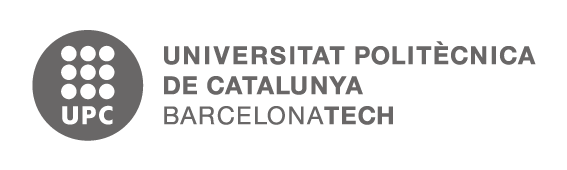 UPC
UNIVERSITAT POLITÈCNICA
DE CATALUNYA
BARCELONATECH